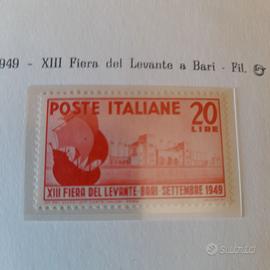 1949 - XIII Fiera del Levante a Bari - Fil.
POSTE ITALIANE
20
LIRE
XIII FIERA DEL LEVANTE·BARI SETTEMBRE 1949
subito